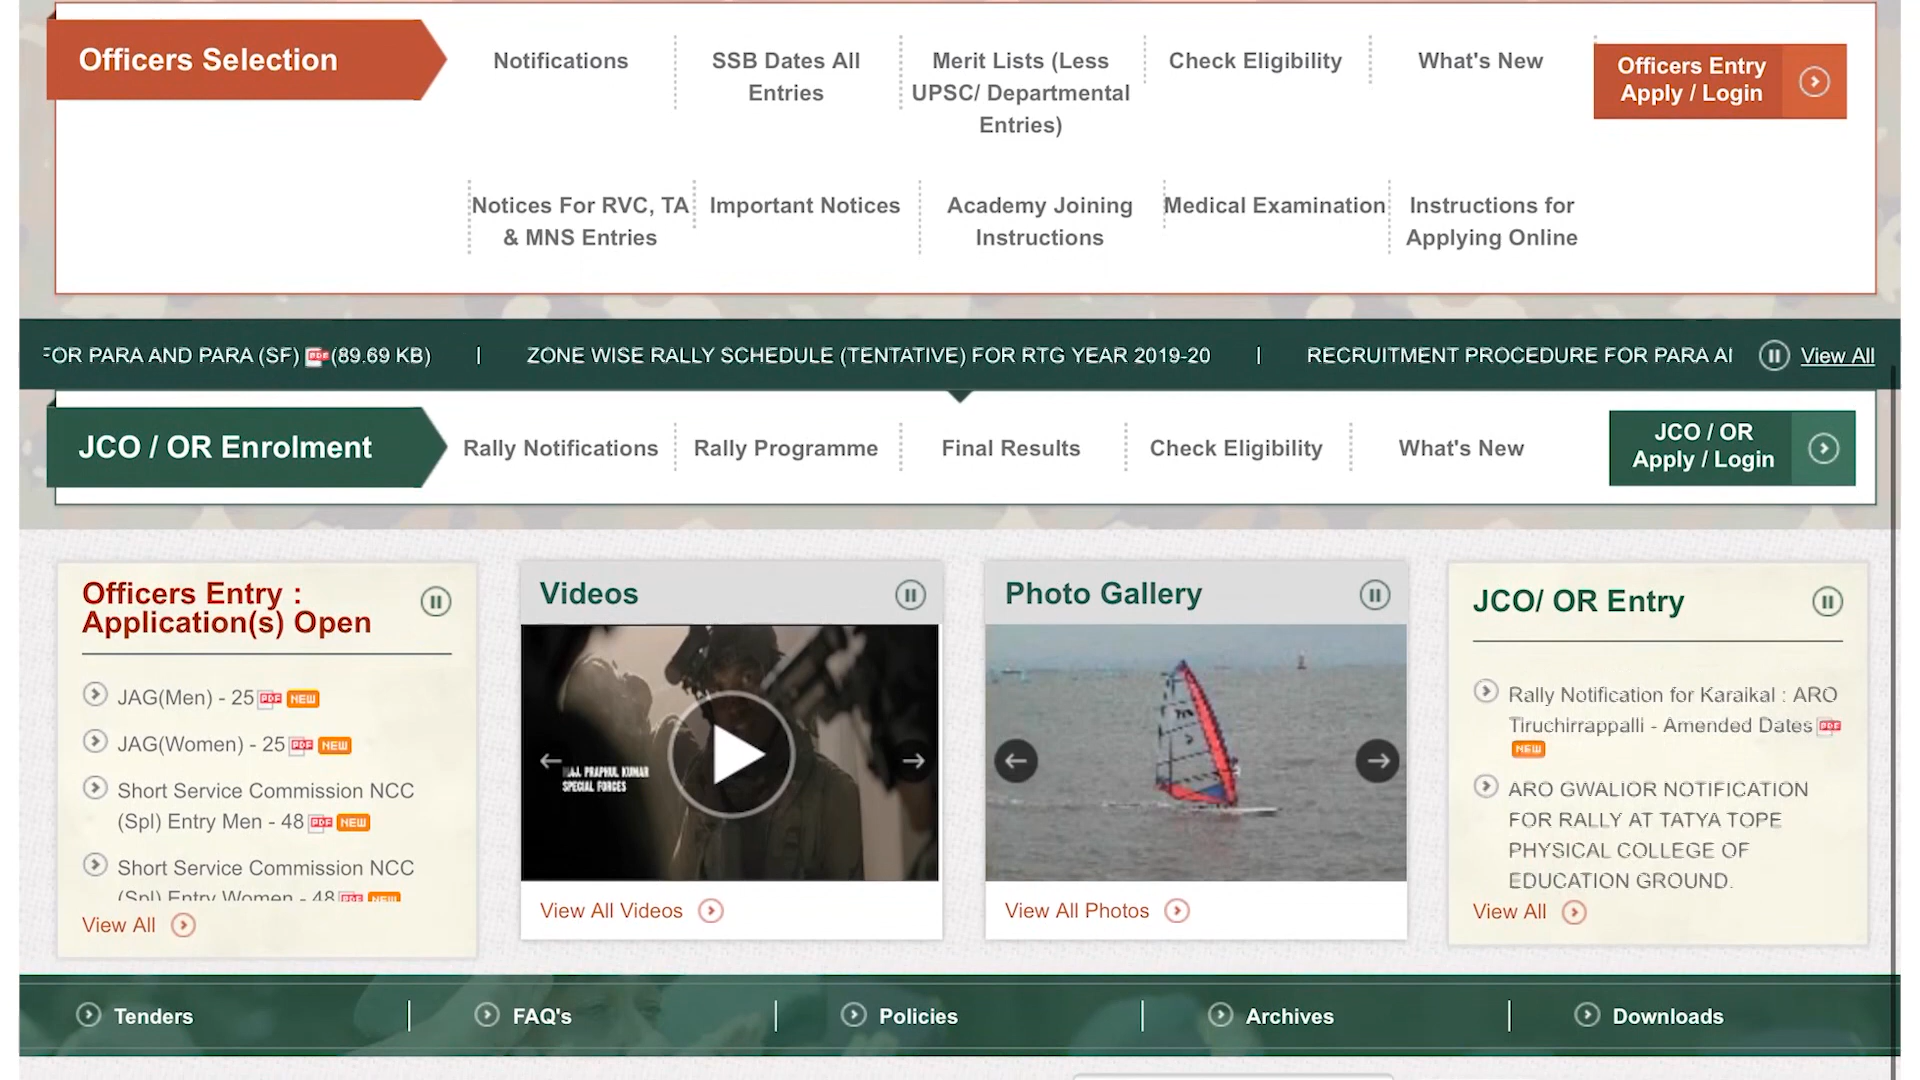 Officers Selection
Notifications
SSB Dates All
Entries
Merit Lists (Less
UPSC/ Departmental
Entries)
Check Eligibility
What's New
Officers Entry
Apply / Login
Notices For RVC, TA
& MNS Entries
Important Notices
Academy Joining
Instructions
Medical Examination
Instructions for
Applying Online
FOR PARA AND PARA (SF) PDF (89.69 KB) | ZONE WISE RALLY SCHEDULE (TENTATIVE) FOR RTG YEAR 2019-20 | RECRUITMENT PROCEDURE FOR PARA View All
JCO / OR Enrolment
Rally Notifications
Rally Programme
Final Results
Check Eligibility
What's New
JCO / OR
Apply / Login
Officers Entry :
Application(s) Open
JAG(Men) - 25 PDF NEW
JAG(Women) - 25 PDF NEW
Short Service Commission NCC
(Spl) Entry Men - 48 PDF NEW
Short Service Commission NCC
(Spl) Entry Women - 48 PDF NEW
View All
Videos
MAJ. PRAPHUL KUMAR
SPECIAL FORCES
View All Videos
Photo Gallery
View All Photos
JCO/ OR Entry
Rally Notification for Karaikal : ARO
Tiruchirrappalli - Amended Dates PDF
NEW
ARO GWALIOR NOTIFICATION
FOR RALLY AT TATYA TOPE
PHYSICAL COLLEGE OF
EDUCATION GROUND.
View All
Tenders | FAQ's | Policies | Archives | Downloads